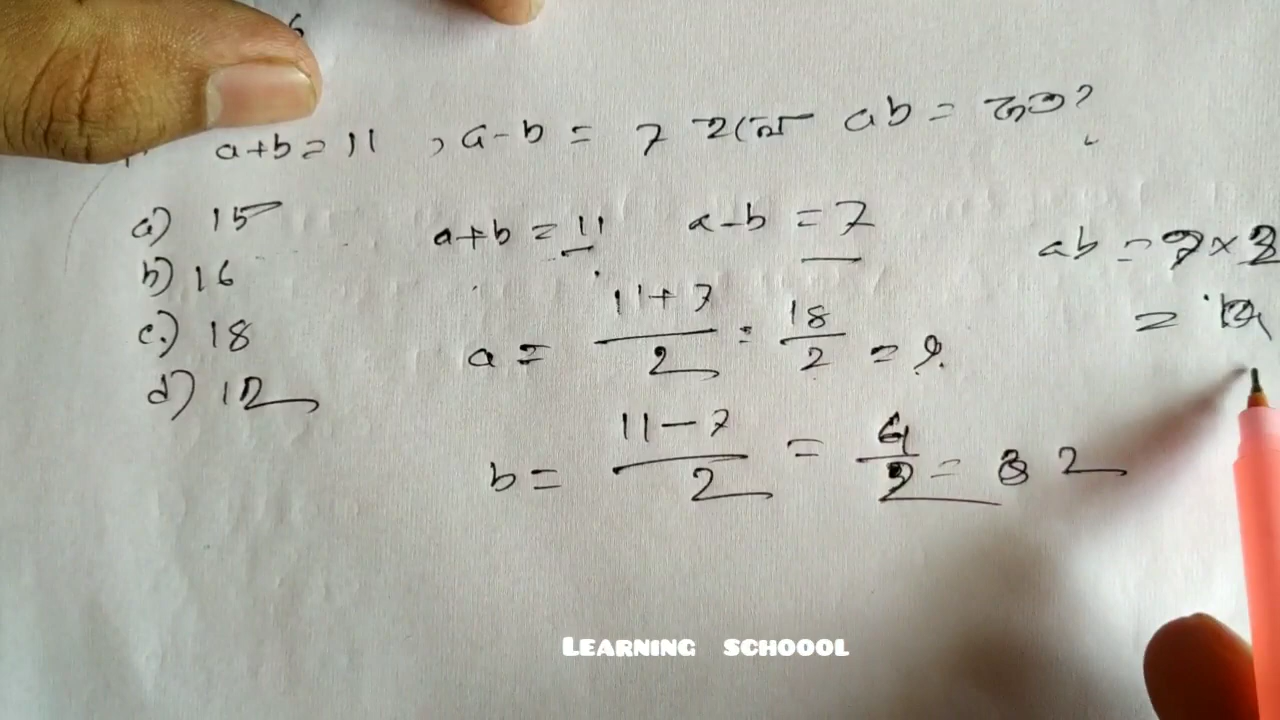 6
a+b=11 , a-b = 7 হলে ab = কত?
a) 15
b) 16
c) 18
d) 12
a+b = 11 a-b = 7
a = 11+7/2 = 18/2 = 9.
b = 11-7/2 = 4/2 = 2
ab = 9×2
=
LEARNING SCHOOOL